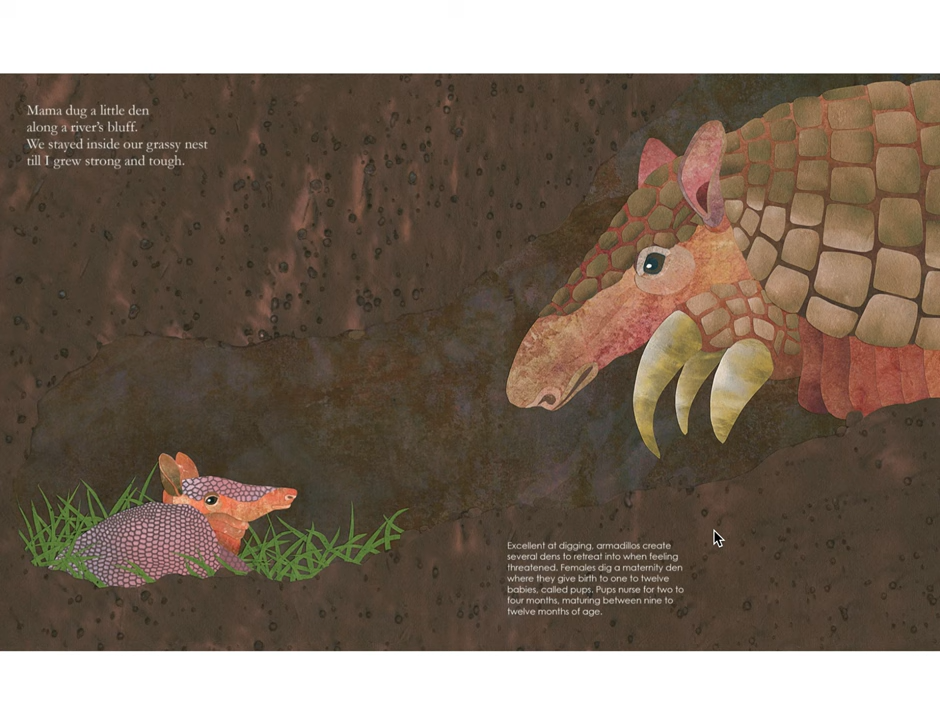 Mama dug a little den
along a river's bluff.
We stayed inside our grassy nest
till I grew strong and tough.
Excellent at digging, armadillos create
several dens to retreat into when feeling
threatened. Females dig a maternity den
where they give birth to one to twelve
babies, called pups. Pups nurse for two to
four months, maturing between nine to
twelve months of age.